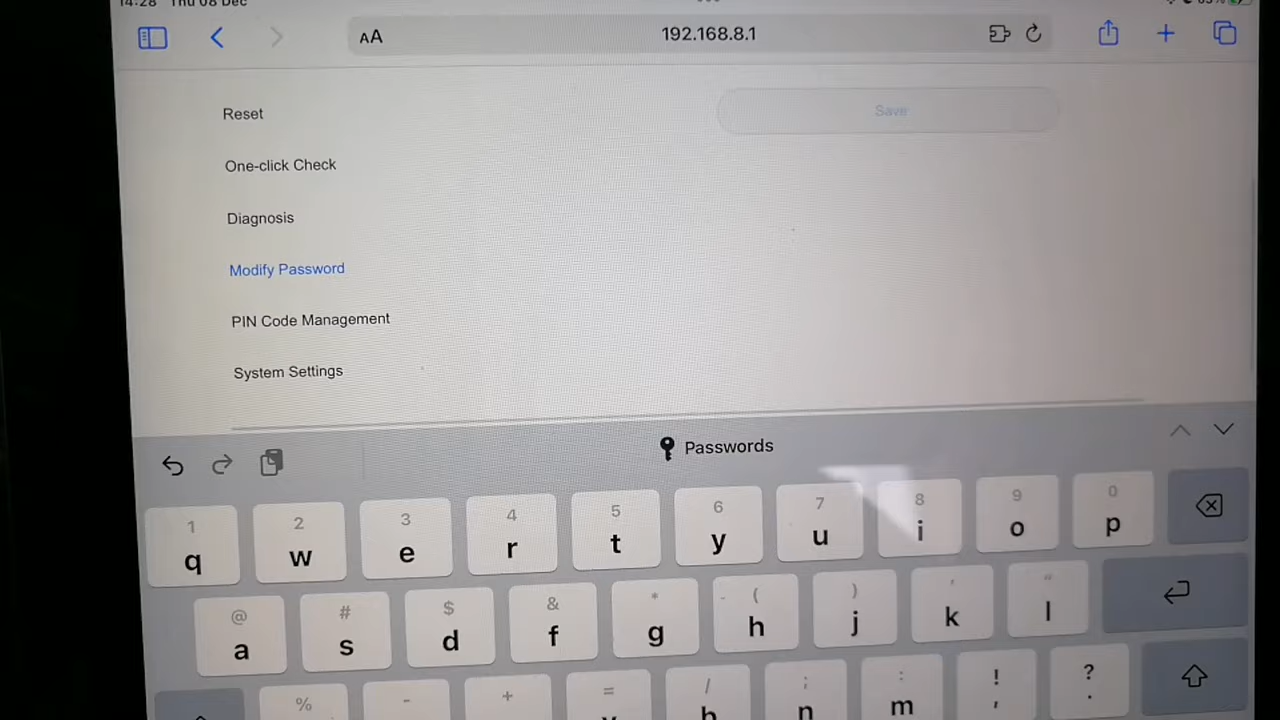 14:28 Thu 08 Dec
AA 192.168.8.1
Reset
Save
One-click Check
Diagnosis
Modify Password
PIN Code Management
System Settings
Passwords
1 2 3 4 5 6 7 8 9 0
q w e r t y u i o p
@ # $ & * ( ) ' "
a s d f g h j k l
% - + = / ; : ! ?
h n m , .